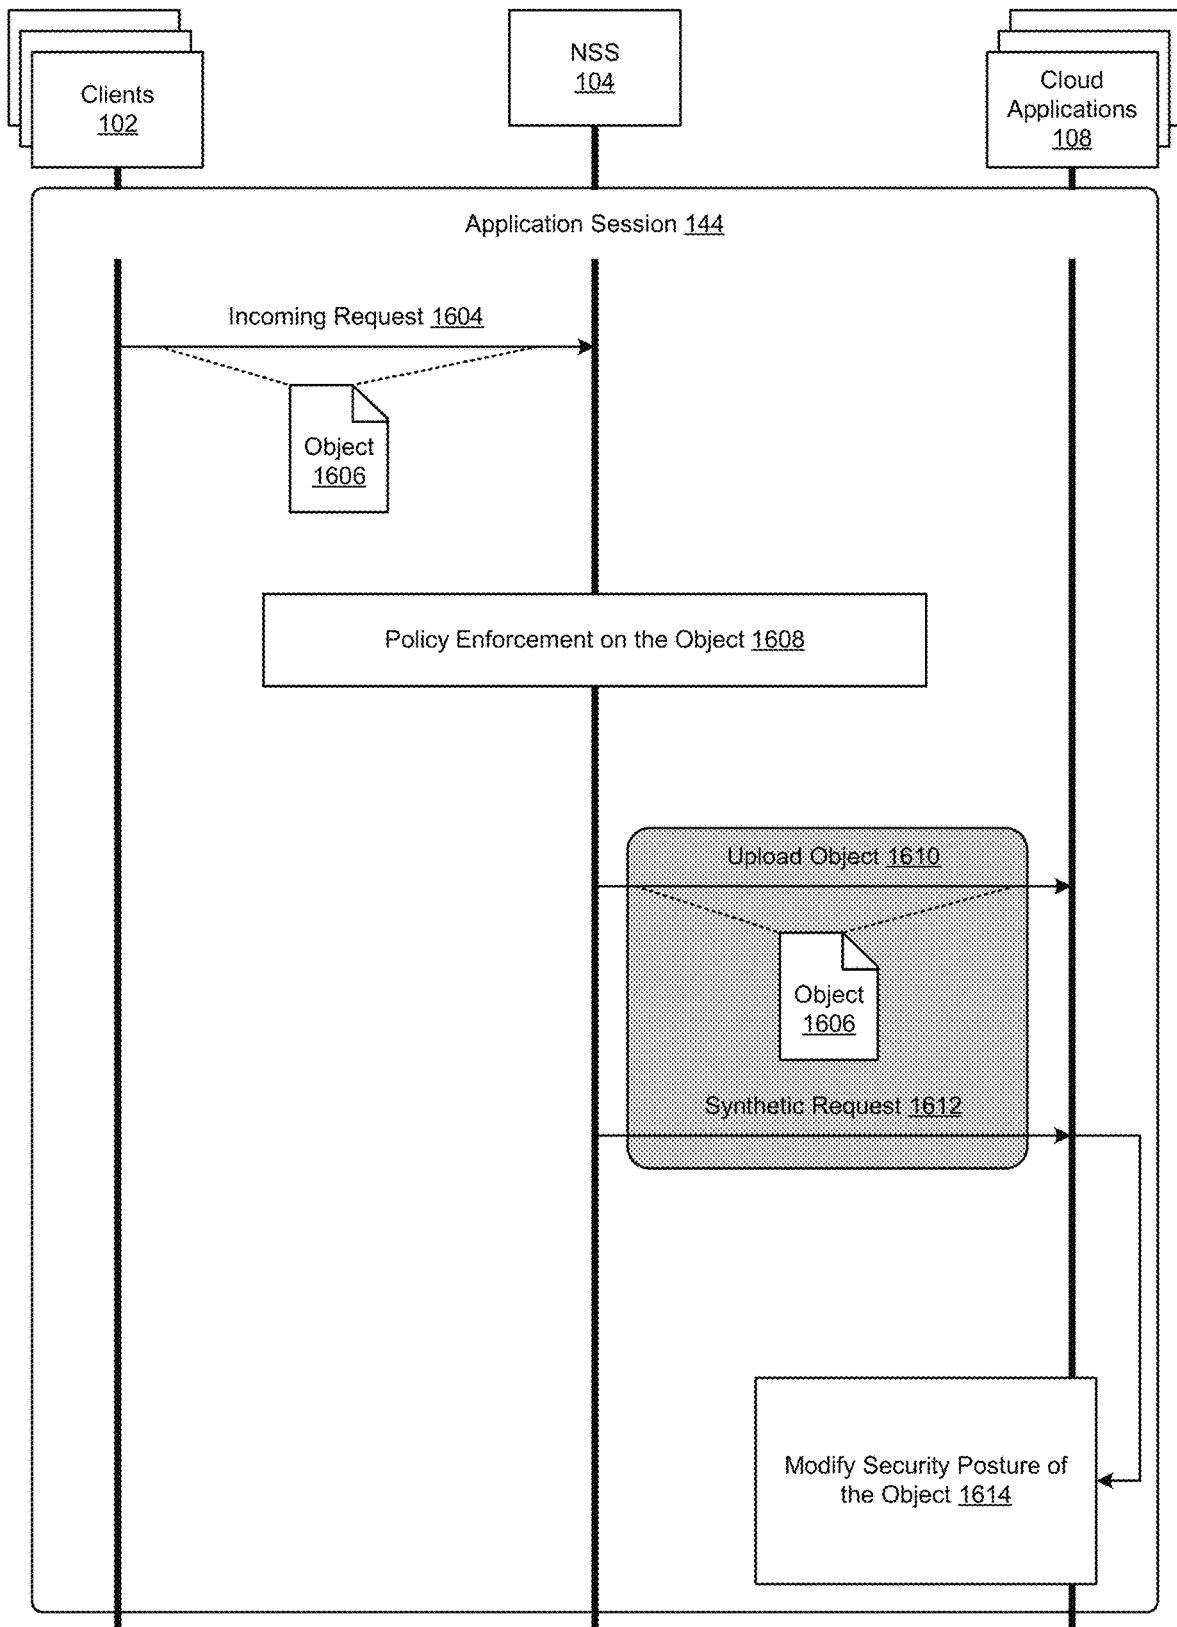 Clients
102
NSS
104
Cloud
Applications
108
Application Session 144
Incoming Request 1604
Object
1606
Policy Enforcement on the Object 1608
Upload Object 1610
Object
1606
Synthetic Request 1612
Modify Security Posture of
the Object 1614